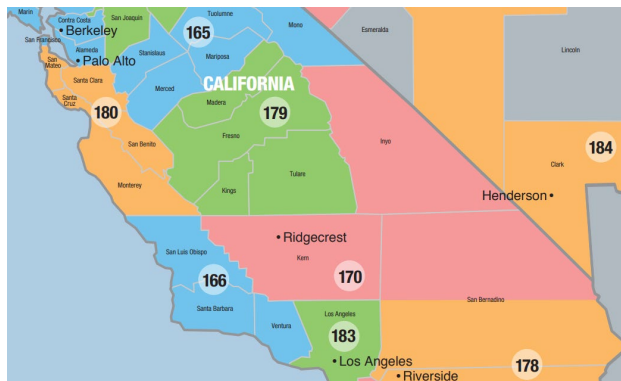 Marin
Contra Costa
San Joaquin
Tuolumne
Mono
Berkeley
165
Esmeralda
San Francisco
Alameda
Stanislaus
Mariposa
Lincoln
San
Mateo
Palo Alto
Santa Clara
Merced
CALIFORNIA
Santa
Cruz
180
Madera
179
Fresno
San Benito
Inyo
184
Clark
Monterey
Kings
Tulare
Henderson
Ridgecrest
San Luis Obispo
Kern
166
170
Santa Barbara
San Bernadino
Ventura
Los Angeles
183
Los Angeles
178
Riverside